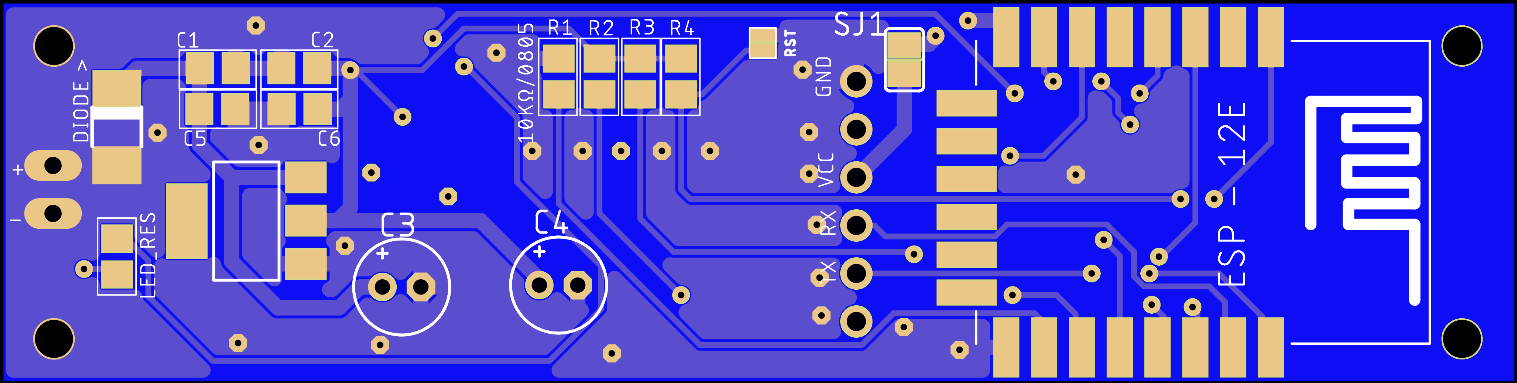 C1
C2
DIODE >
C5
C6
+
-
LED_RES
C3
+
C4
+
10KΩ/0805
R1
R2
R3
R4
RST
SJ1
GND
VCC
RX
TX
ESP - 12E